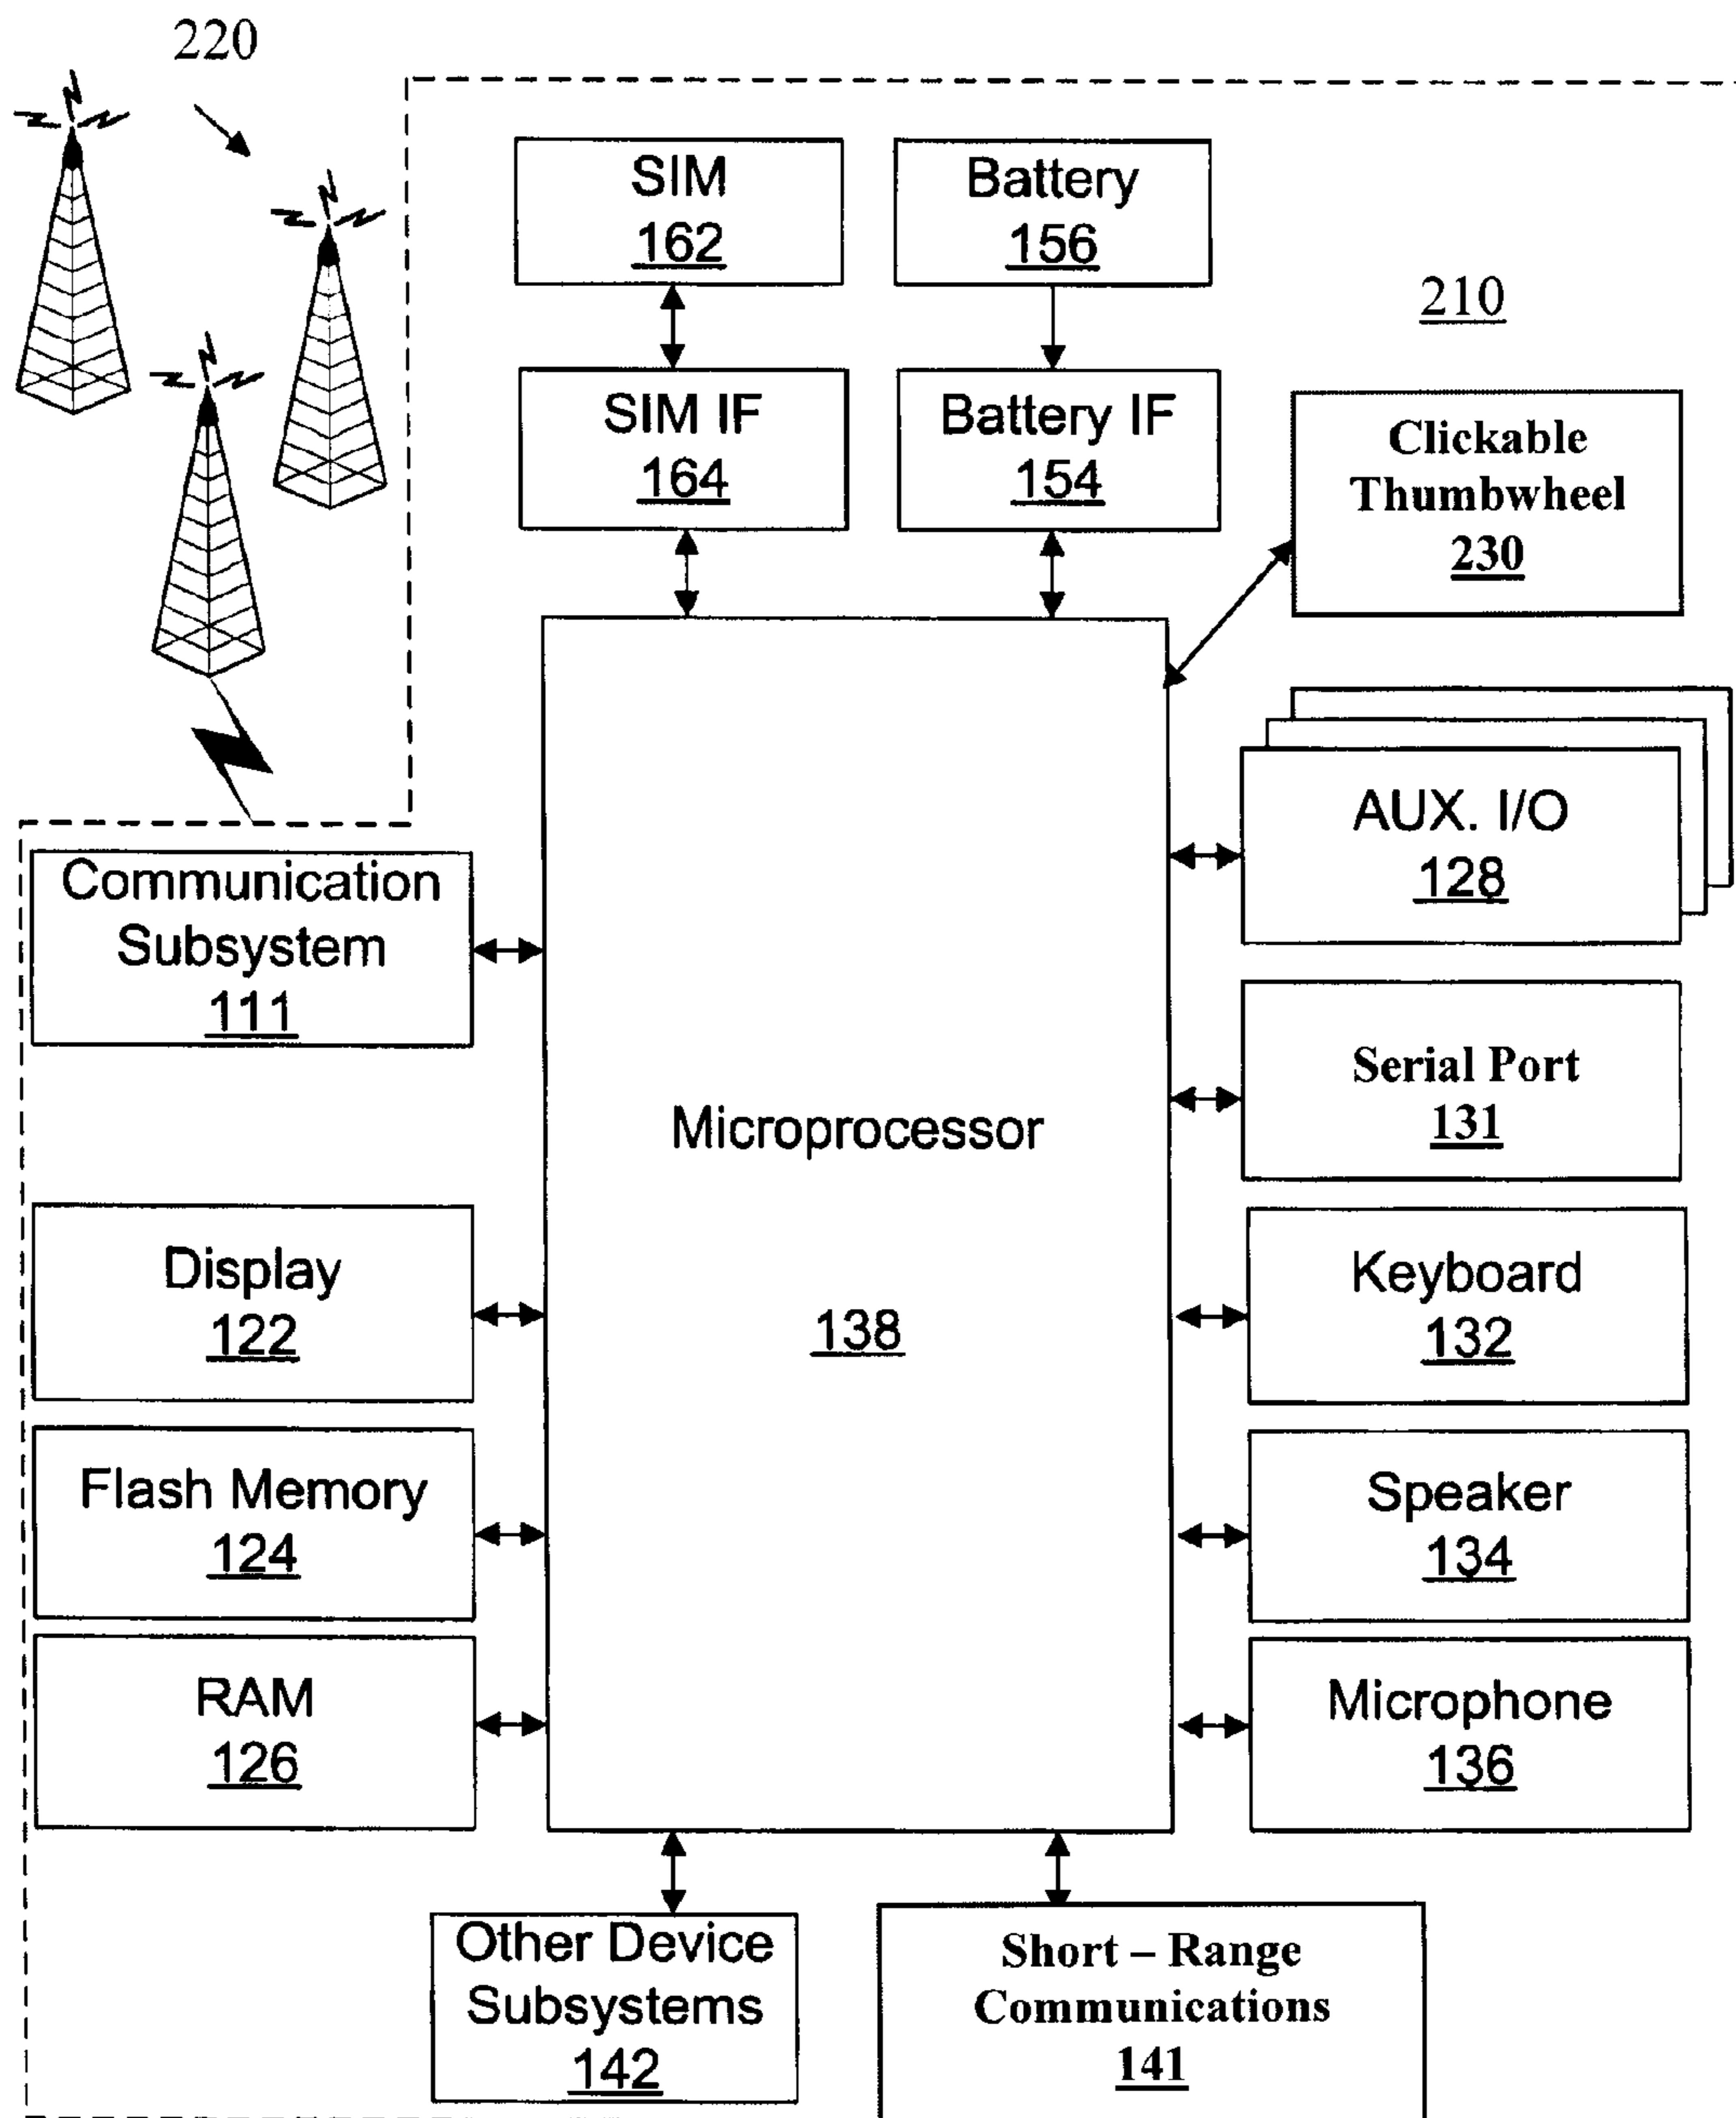 220
SIM
162
Battery
156
210
SIM IF
164
Battery IF
154
Clickable
Thumbwheel
230
AUX. I/O
128
Communication
Subsystem
111
Serial Port
131
Microprocessor
138
Display
122
Keyboard
132
Flash Memory
124
Speaker
134
RAM
126
Microphone
136
Other Device
Subsystems
142
Short – Range
Communications
141